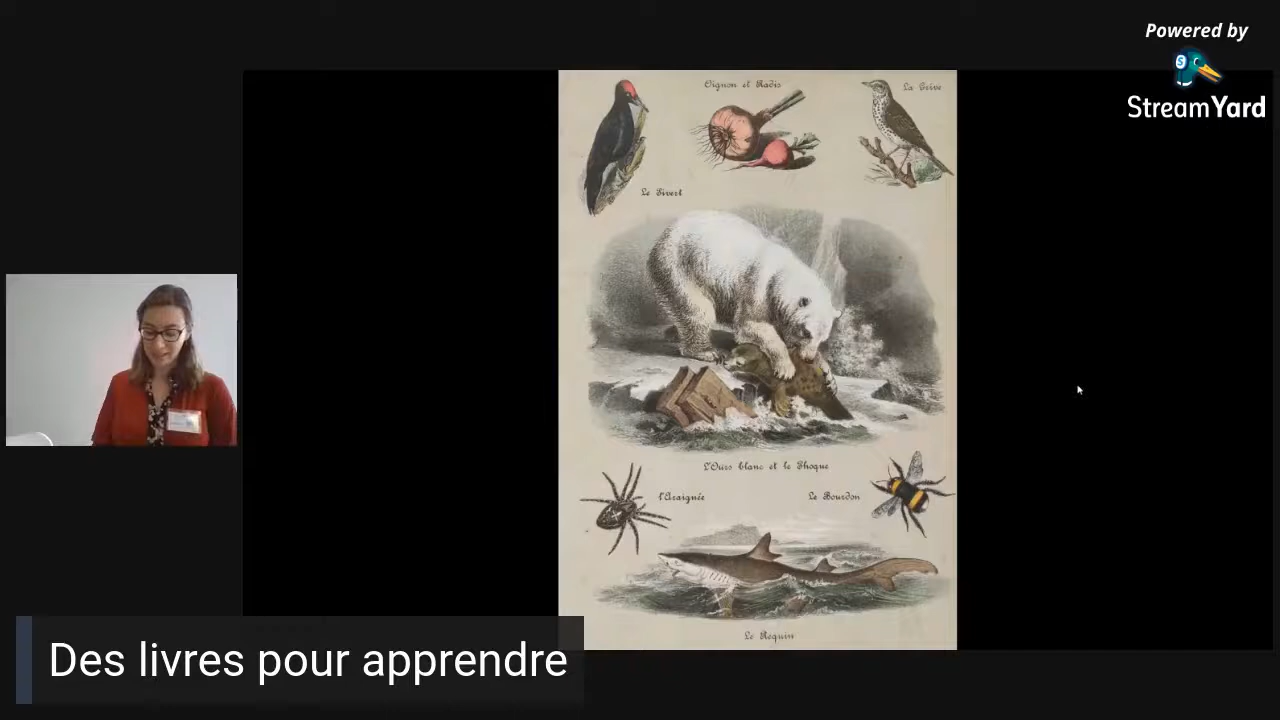 Powered by
StreamYard
Oignon et Radis
La Grive
Le Pivert
L'Ours blanc et le Phoque
l'Araignée
Le Bourdon
Le Requin
Des livres pour apprendre